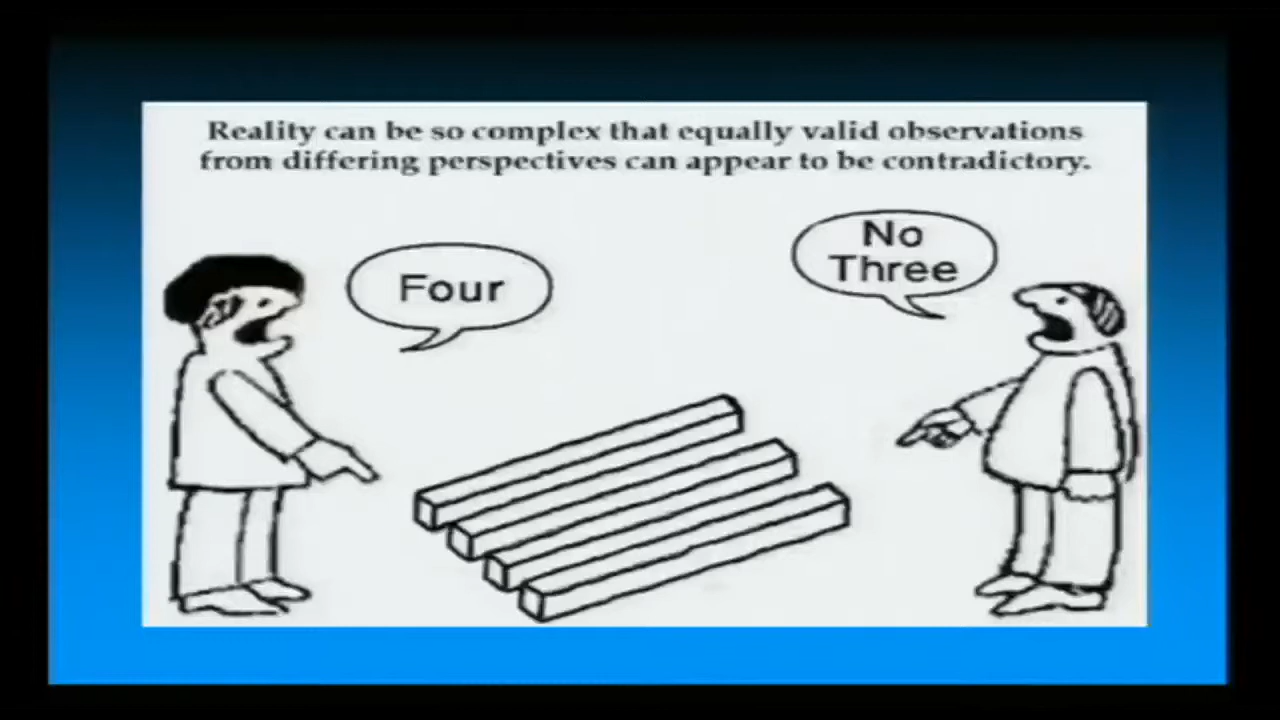 Reality can be so complex that equally valid observations
from differing perspectives can appear to be contradictory.
Four
No
Three